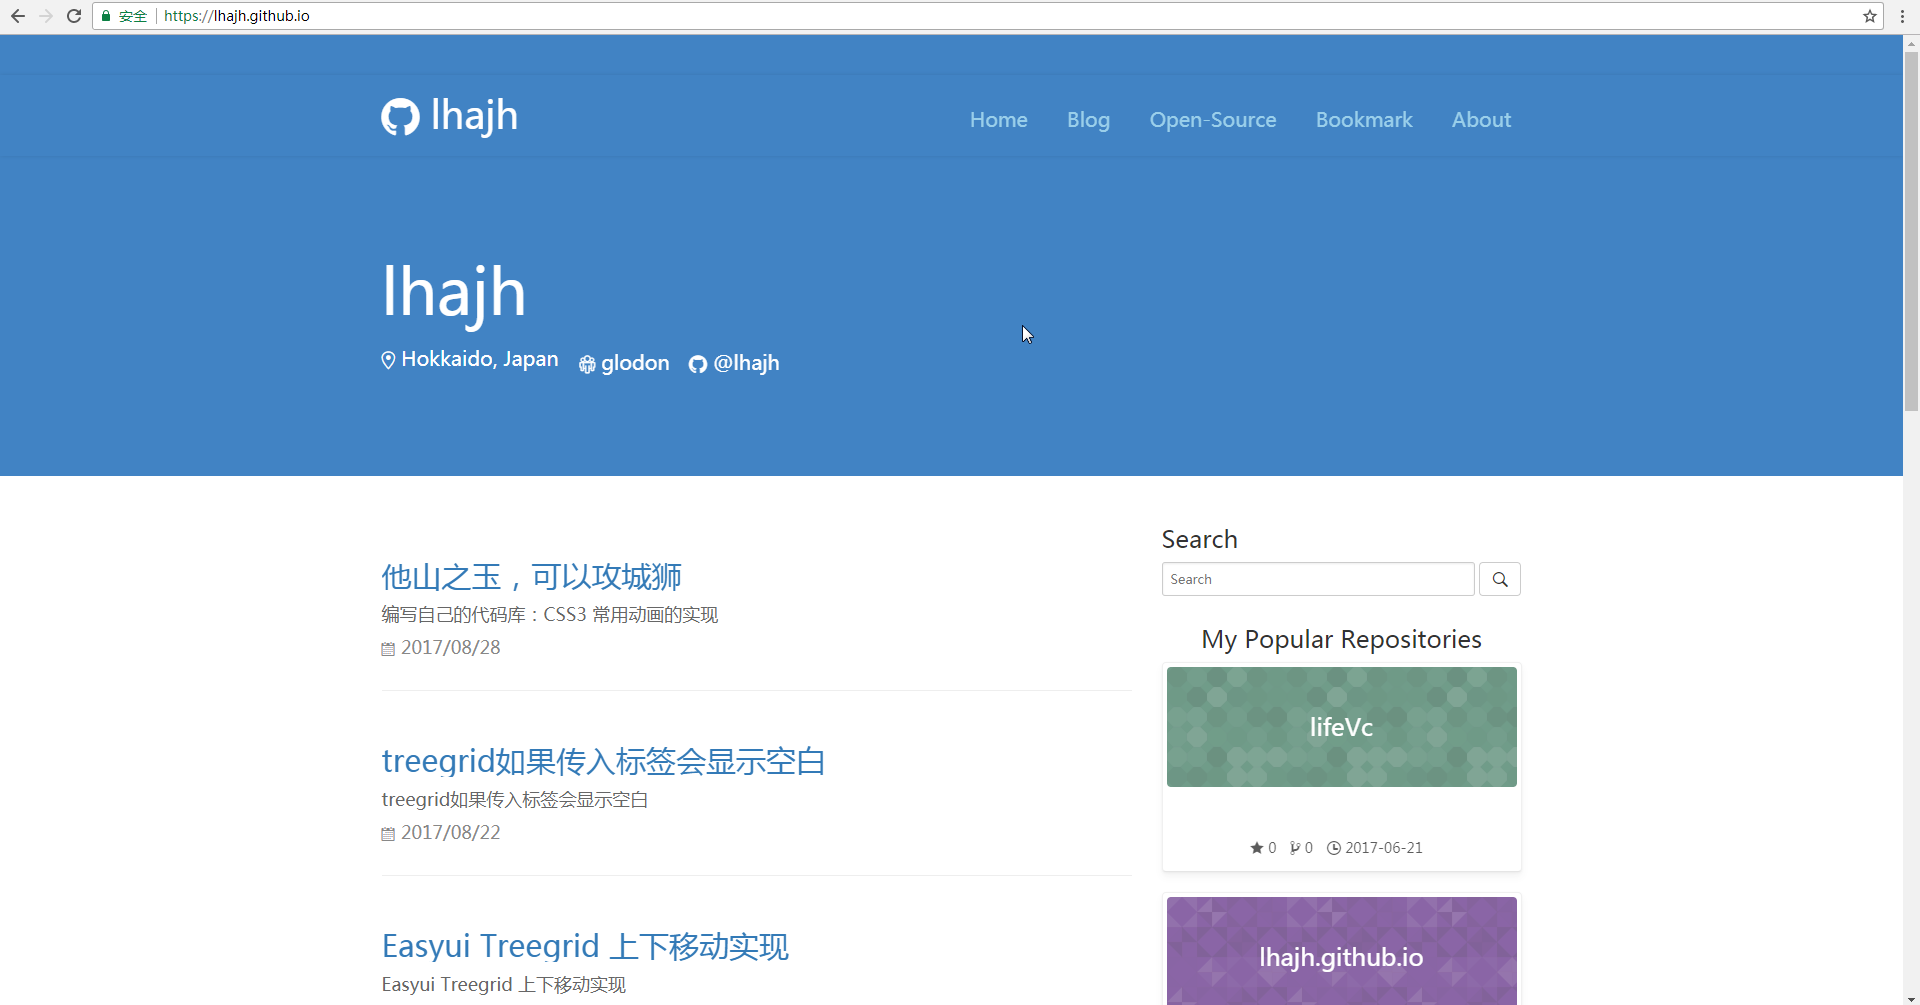 安全 https://lhajh.github.io
lhajh
Home Blog Open-Source Bookmark About
lhajh
Hokkaido, Japan glodon @lhajh
他山之玉，可以攻城狮
编写自己的代码库：CSS3 常用动画的实现
2017/08/28
treegrid如果传入标签会显示空白
treegrid如果传入标签会显示空白
2017/08/22
Easyui Treegrid 上下移动实现
Easyui Treegrid 上下移动实现
Search
Search
My Popular Repositories
lifeVc
0 0 2017-06-21
lhajh.github.io